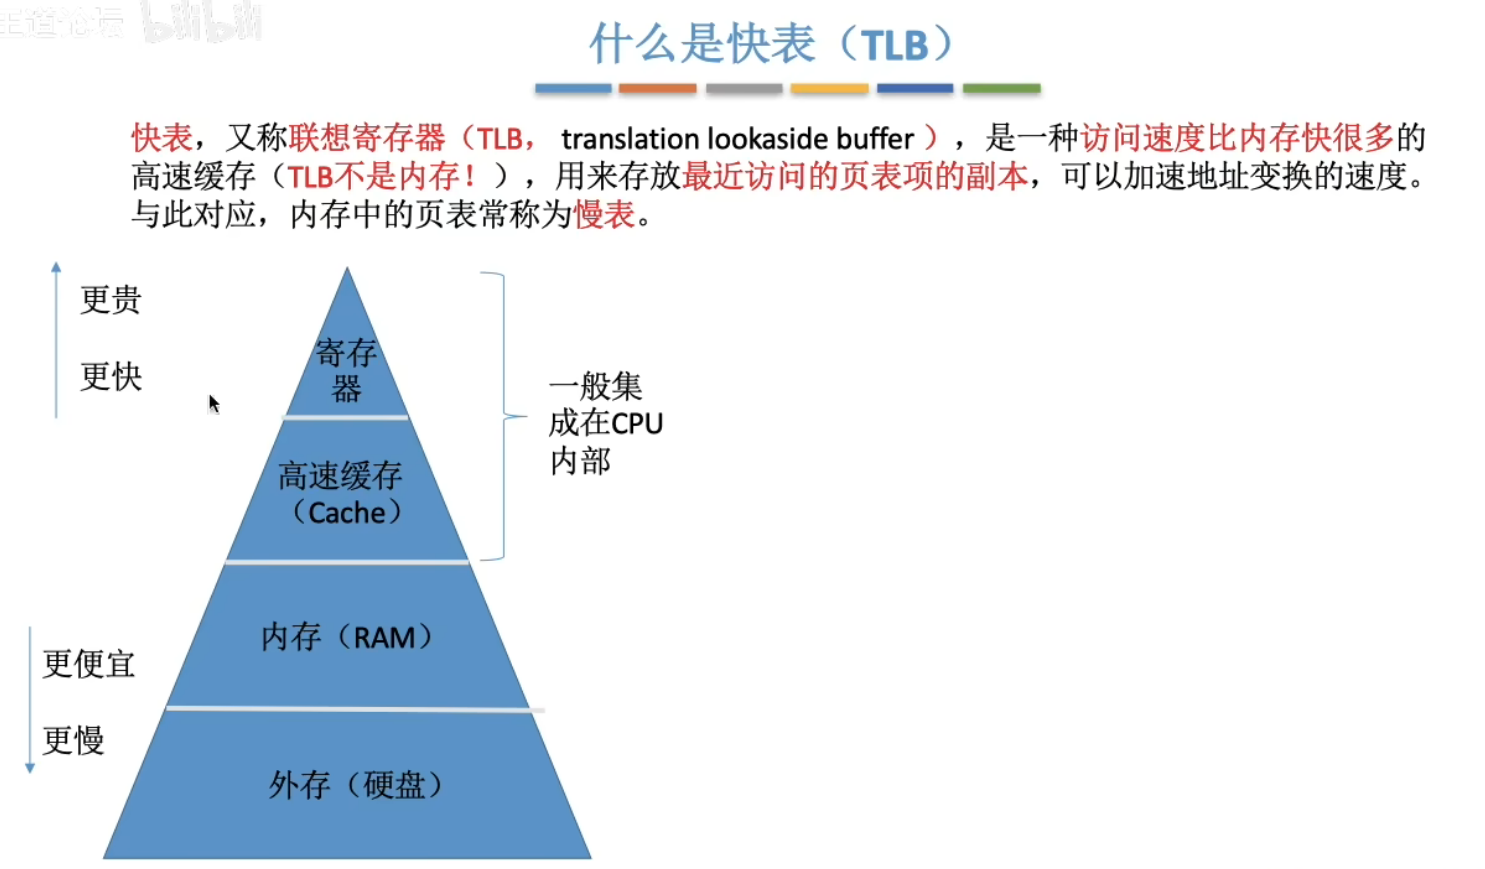 王道论坛 bilibili
什么是快表（TLB）
快表，又称联想寄存器（TLB， translation lookaside buffer ），是一种访问速度比内存快很多的
高速缓存（TLB不是内存！），用来存放最近访问的页表项的副本，可以加速地址变换的速度。
与此对应，内存中的页表常称为慢表。
更贵
更快
寄存
器
高速缓存
（Cache）
一般集
成在CPU
内部
内存（RAM）
更便宜
更慢
外存（硬盘）